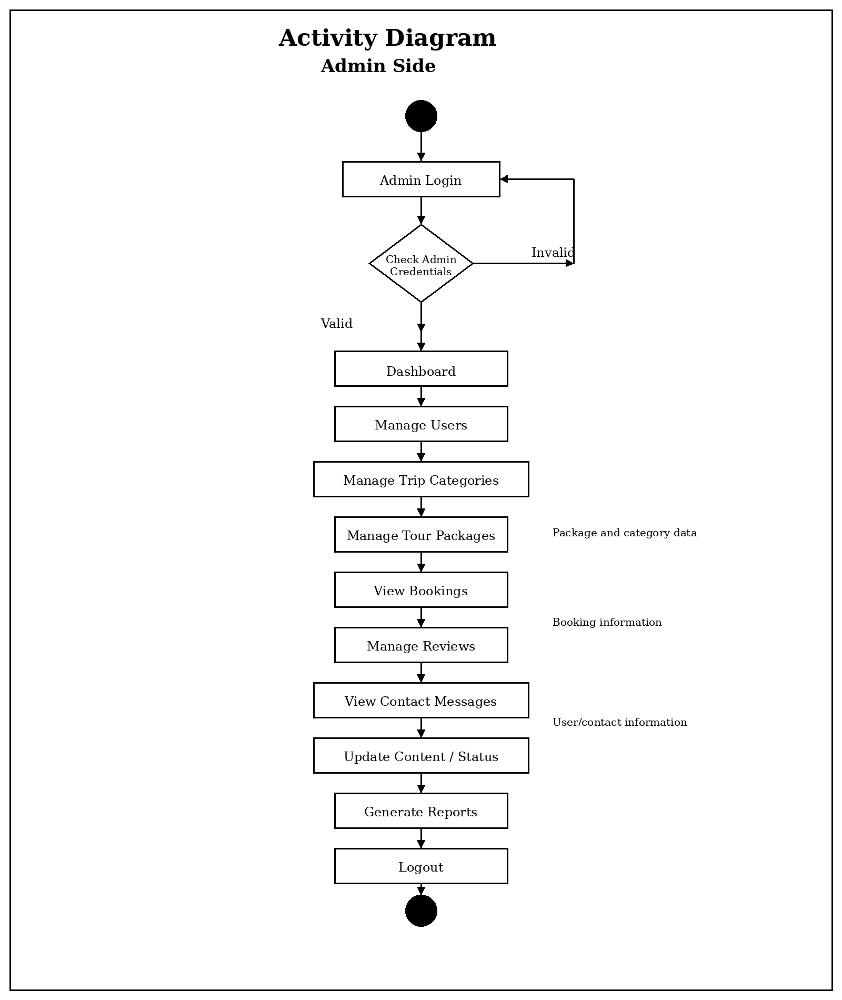 Activity Diagram
Admin Side
Admin Login
Invalid
Check Admin
Credentials
Valid
Dashboard
Manage Users
Manage Trip Categories
Manage Tour Packages
Package and category data
View Bookings
Booking information
Manage Reviews
View Contact Messages
User/contact information
Update Content / Status
Generate Reports
Logout